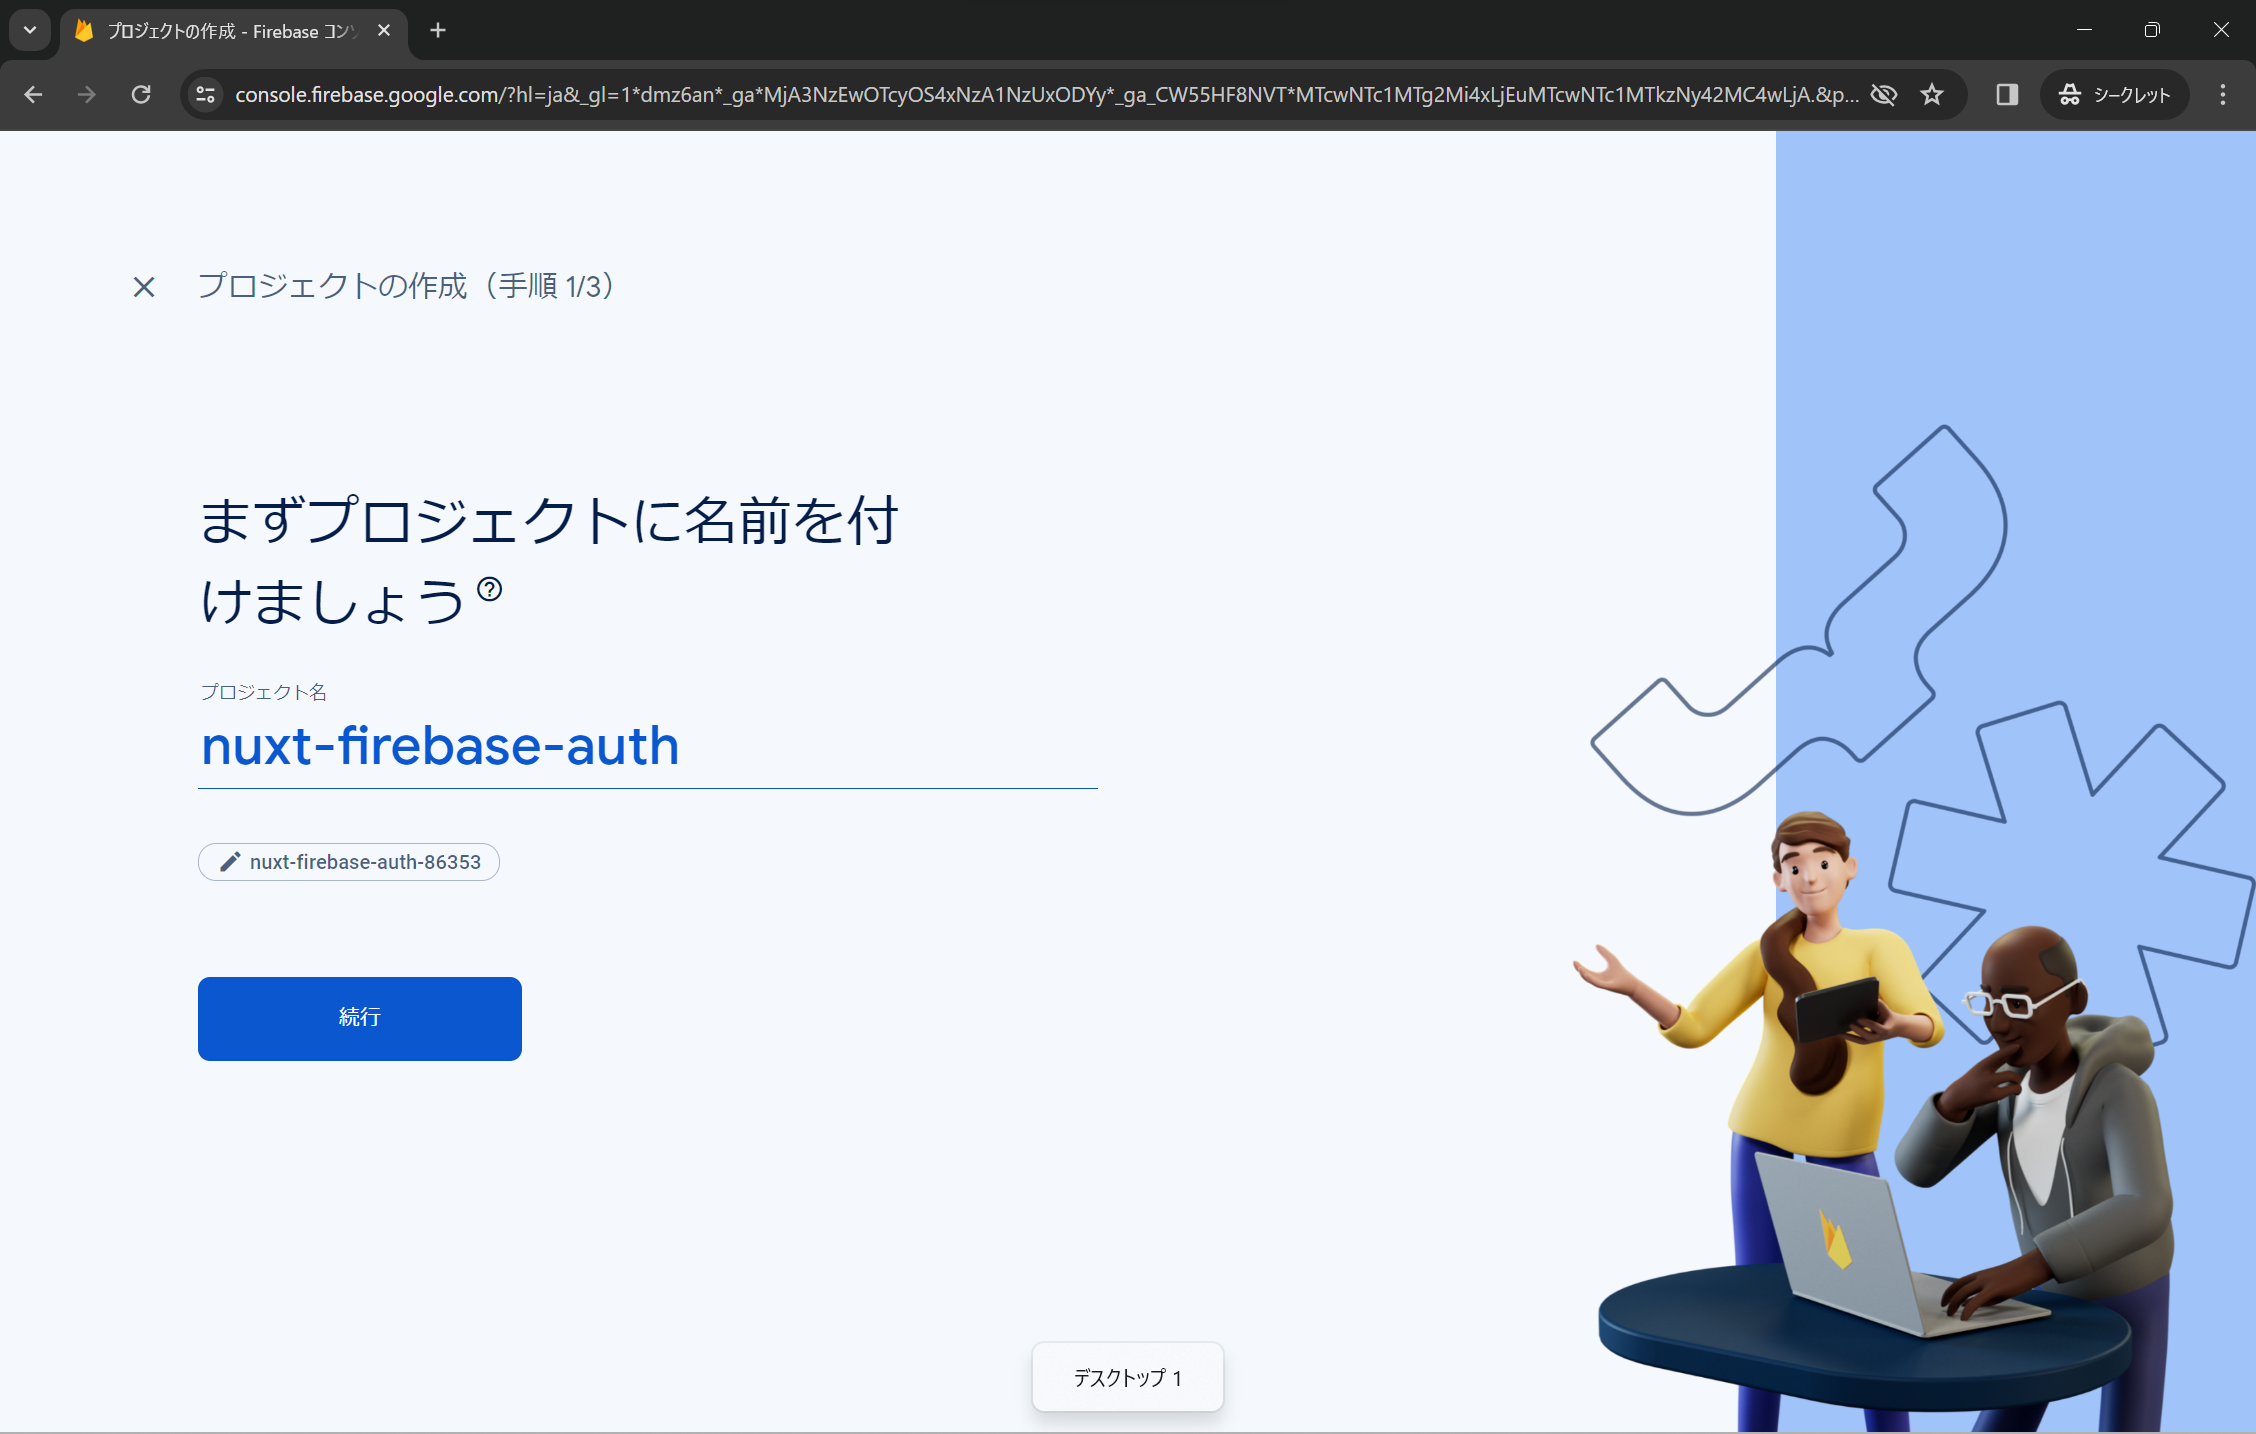 プロジェクトの作成 - Firebase コンソ
console.firebase.google.com/?hl=ja&_gl=1*dmz6an*_ga*MjA3NzEwOTcyOS4xNzA1NzUxODYy*_ga_CW55HF8NVT*MTcwNTc1MTg2Mi4xLjEuMTcwNTc1MTkzNy42MC4wLjA.&p...
シークレット
プロジェクトの作成（手順 1/3）
まずプロジェクトに名前を付
けましょう
プロジェクト名
nuxt-firebase-auth
nuxt-firebase-auth-86353
続行
デスクトップ 1